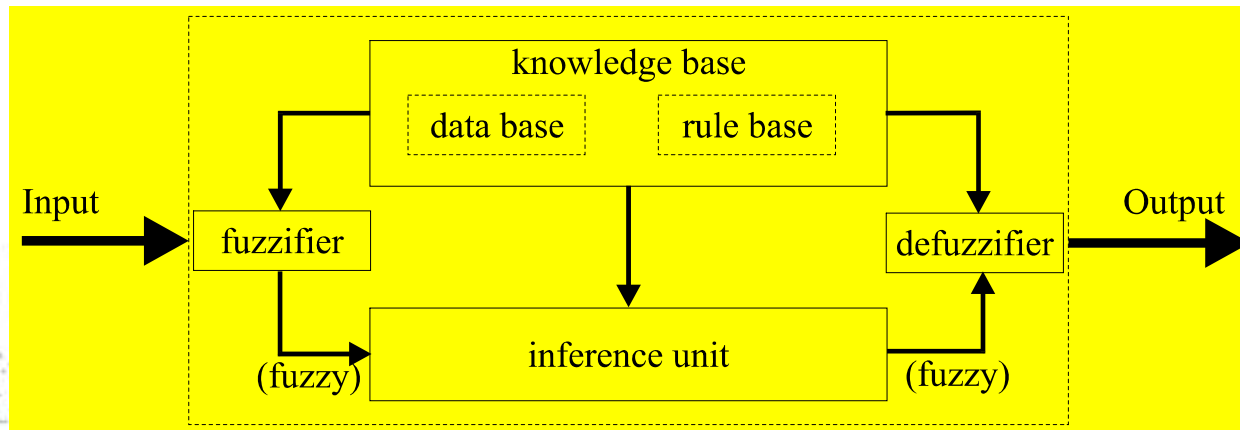 knowledge base
data base
rule base
Input
fuzzifier
defuzzifier
Output
inference unit
(fuzzy)
(fuzzy)